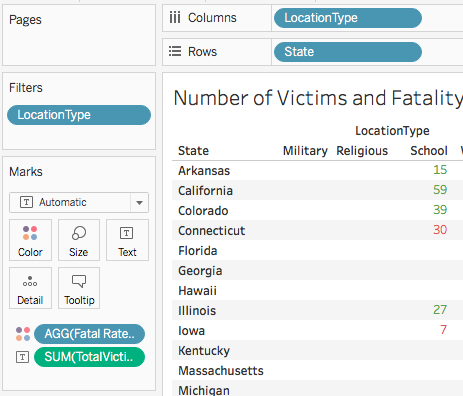 Pages
Columns LocationType
Rows State
Filters
LocationType
Marks
Automatic
Color Size Text
Detail Tooltip
AGG(Fatal Rate..
SUM(TotalVicti..
Number of Victims and Fatality
LocationType
State Military Religious School
Arkansas 15
California 59
Colorado 39
Connecticut 30
Florida
Georgia
Hawaii
Illinois 27
Iowa 7
Kentucky
Massachusetts
Michigan